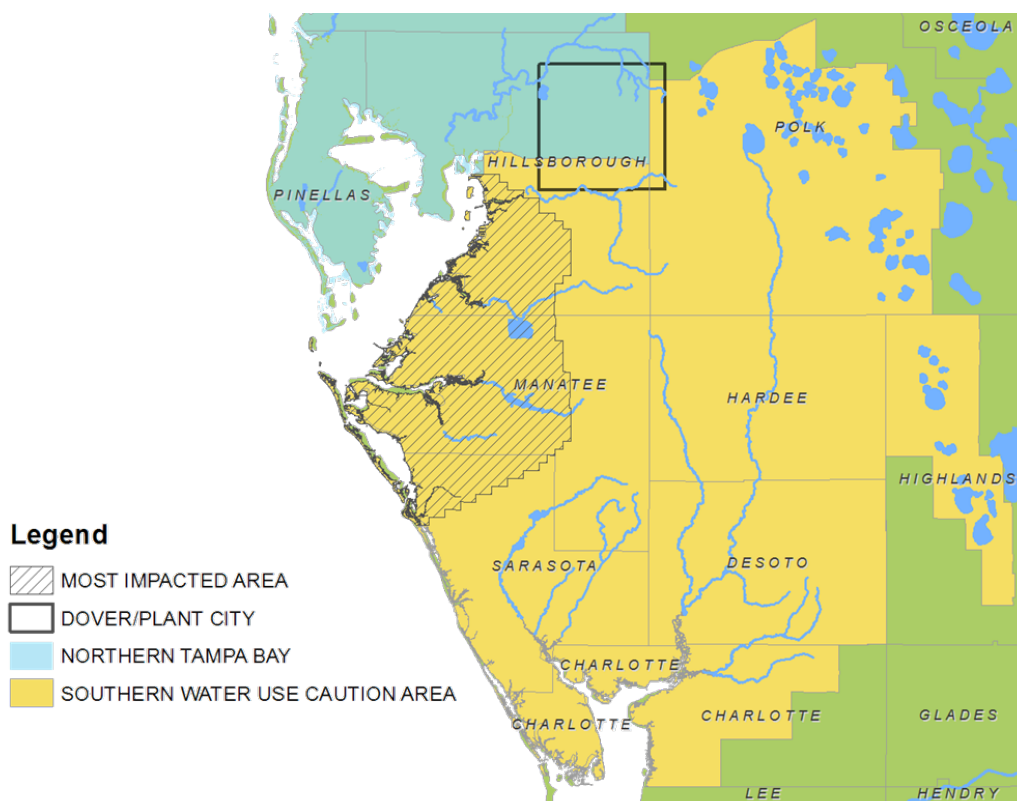 OSCEOLA
POLK
HILLSBOROUGH
PINELLAS
MANATEE
HARDEE
HIGHLANDS
SARASOTA
DESOTO
CHARLOTTE
CHARLOTTE
CHARLOTTE
GLADES
LEE
HENDRY
Legend
MOST IMPACTED AREA
DOVER/PLANT CITY
NORTHERN TAMPA BAY
SOUTHERN WATER USE CAUTION AREA